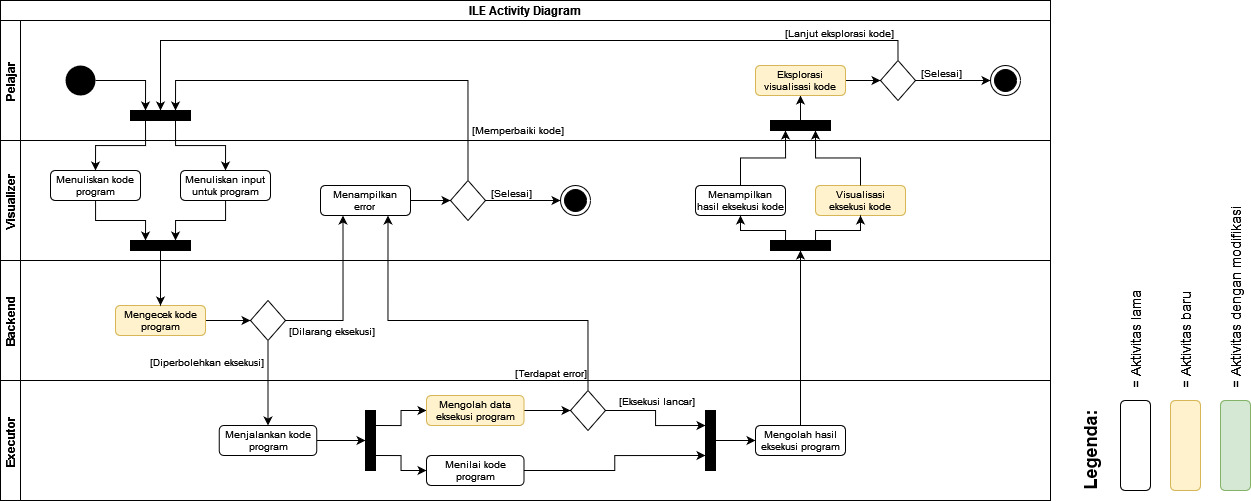 ILE Activity Diagram
Executor
Backend
Visualizer
Pelajar
Menuliskan kode
program
Menuliskan input
untuk program
Mengecek kode
program
[Diperbolehkan eksekusi]
[Dilarang eksekusi]
Menjalankan kode
program
Menampilkan
error
[Memperbaiki kode]
[Selesai]
Mengolah data
eksekusi program
Menilai kode
program
[Terdapat error]
[Eksekusi lancar]
Mengolah hasil
eksekusi program
Menampilkan
hasil eksekusi kode
Visualisasi
eksekusi kode
Eksplorasi
visualisasi kode
[Lanjut eksplorasi kode]
[Selesai]
Legenda:
= Aktivitas lama
= Aktivitas baru
= Aktivitas dengan modifikasi